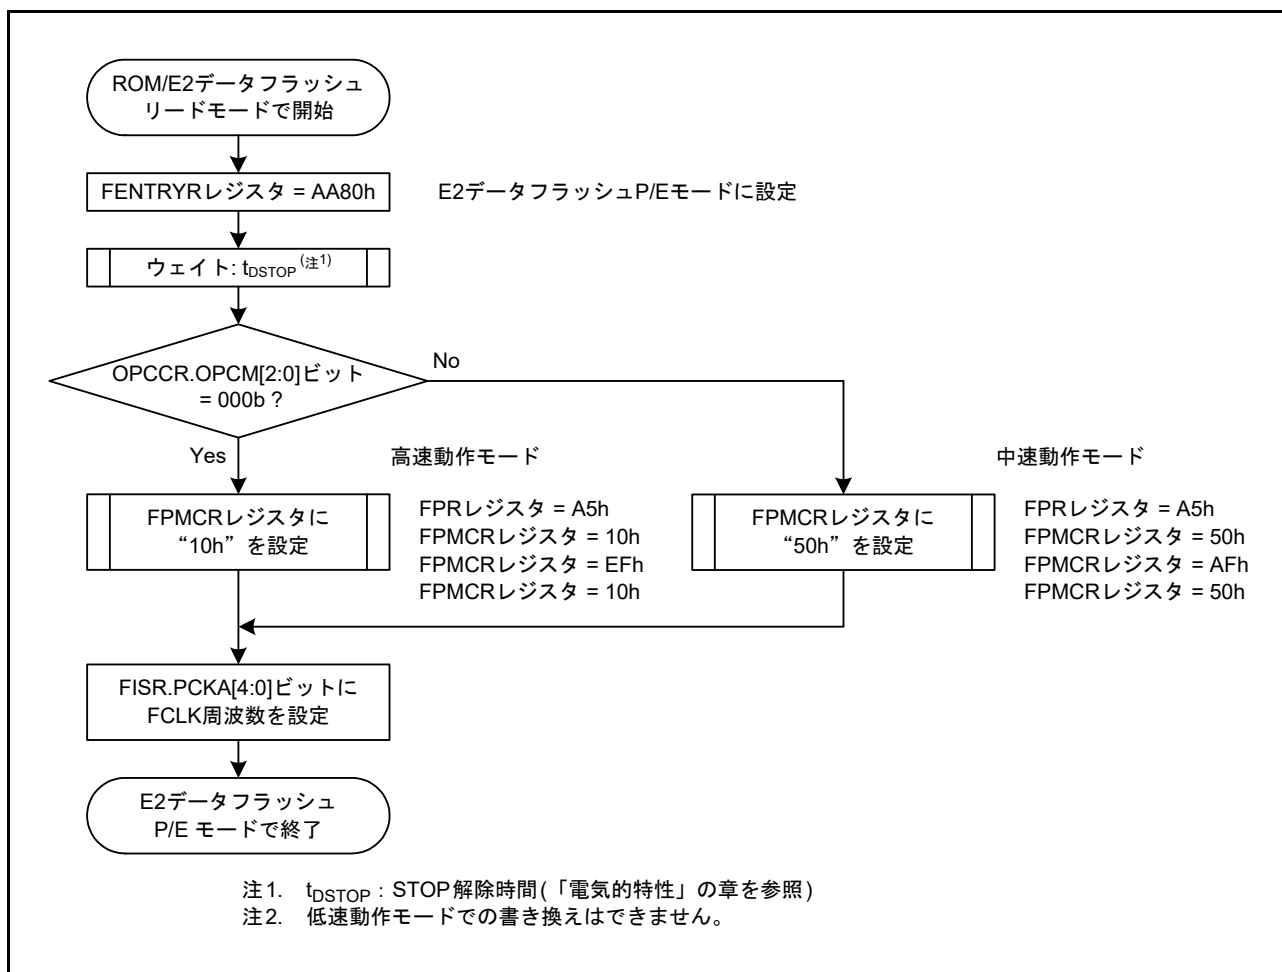 ROM/E2データフラッシュ
リードモードで開始
FENTRYRレジスタ = AA80h
E2データフラッシュP/Eモードに設定
ウェイト: tDSTOP (注1)
OPCCR.OPCM[2:0]ビット
= 000b ?
No
Yes
高速動作モード
中速動作モード
FPMCRレジスタに
“10h” を設定
FPRレジスタ = A5h
FPMCRレジスタ = 10h
FPMCRレジスタ = EFh
FPMCRレジスタ = 10h
FPMCRレジスタに
“50h” を設定
FPRレジスタ = A5h
FPMCRレジスタ = 50h
FPMCRレジスタ = AFh
FPMCRレジスタ = 50h
FISR.PCKA[4:0]ビットに
FCLK周波数を設定
E2データフラッシュ
P/E モードで終了
注1. tDSTOP : STOP解除時間(「電気的特性」の章を参照)
注2. 低速動作モードでの書き換えはできません。